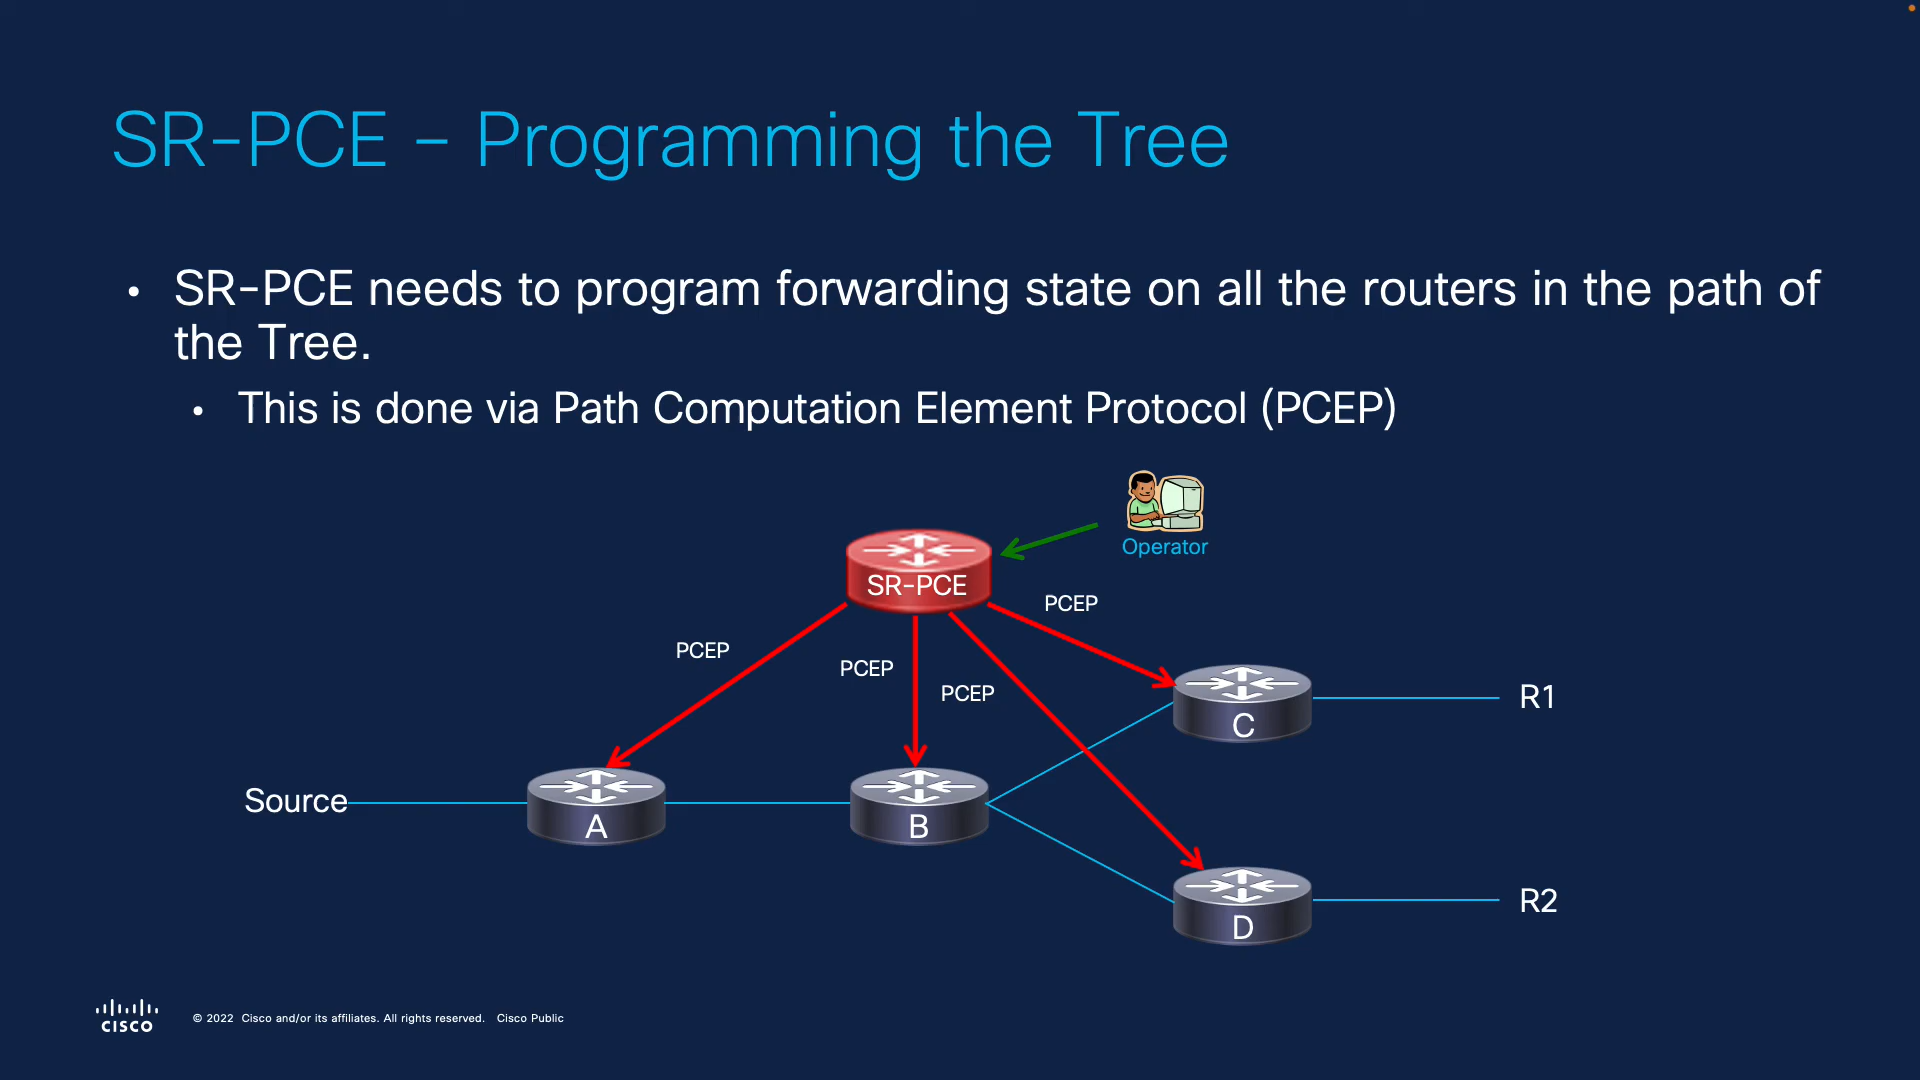 SR-PCE – Programming the Tree
• SR-PCE needs to program forwarding state on all the routers in the path of
the Tree.
• This is done via Path Computation Element Protocol (PCEP)
Operator
SR-PCE
PCEP
PCEP
PCEP
PCEP
C
R1
Source
A
B
D
R2
CISCO
© 2022 Cisco and/or its affiliates. All rights reserved. Cisco Public